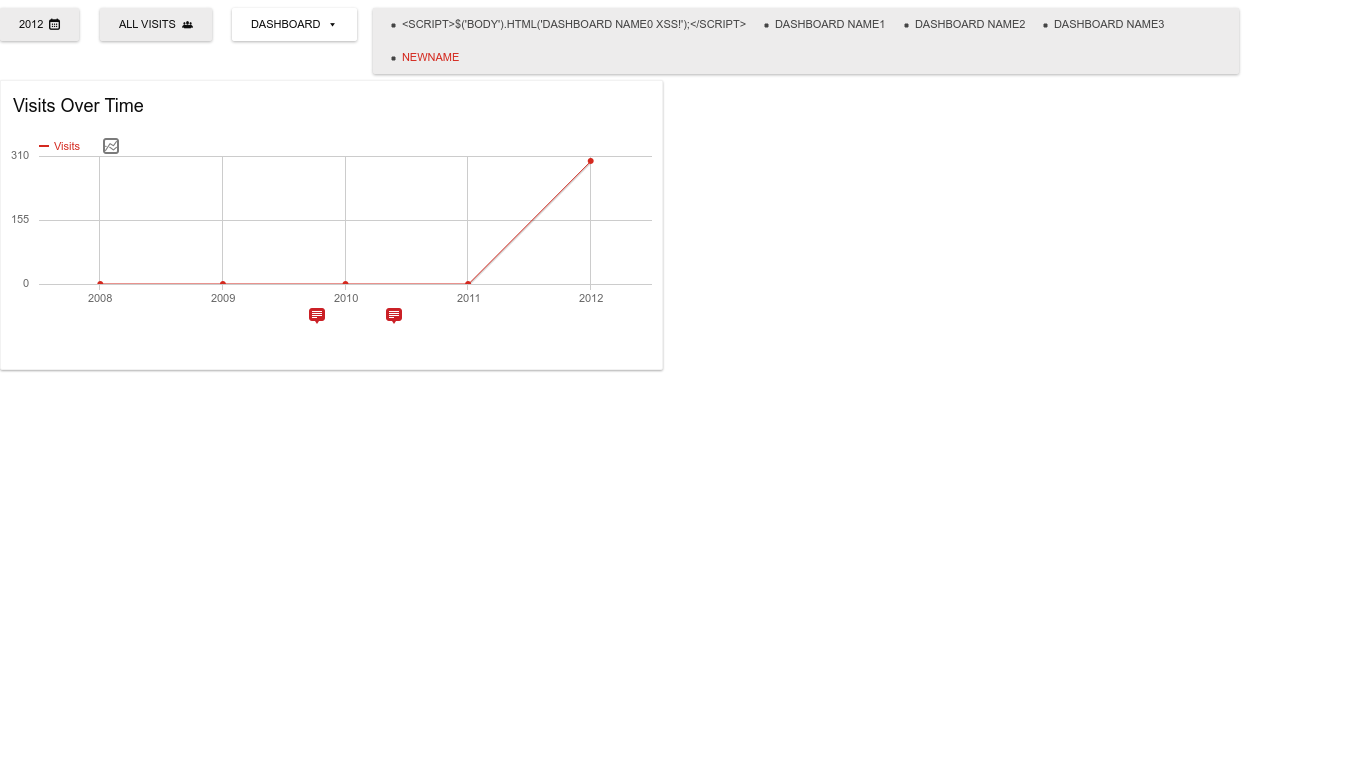 2012 ALL VISITS DASHBOARD <SCRIPT>$('BODY').HTML('DASHBOARD NAME0 XSS!');</SCRIPT> DASHBOARD NAME1 DASHBOARD NAME2 DASHBOARD NAME3
NEWNAME
Visits Over Time
Visits
310
155
0
2008 2009 2010 2011 2012